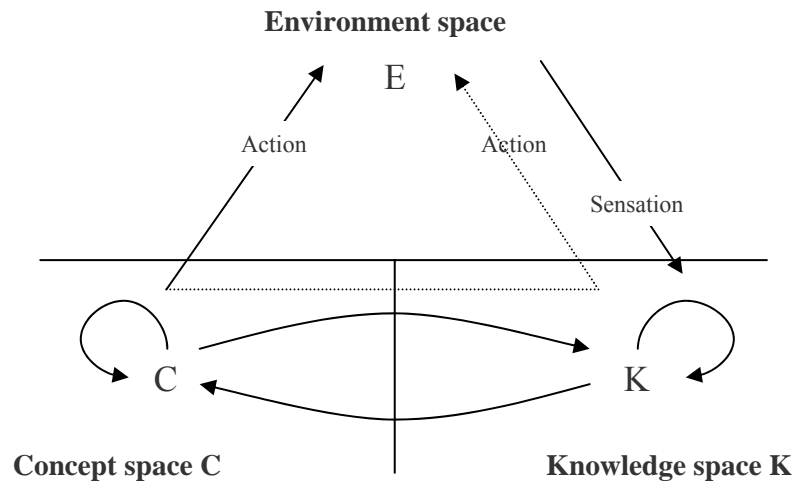 Environment space
E
Action
Action
Sensation
C
K
Concept space C
Knowledge space K